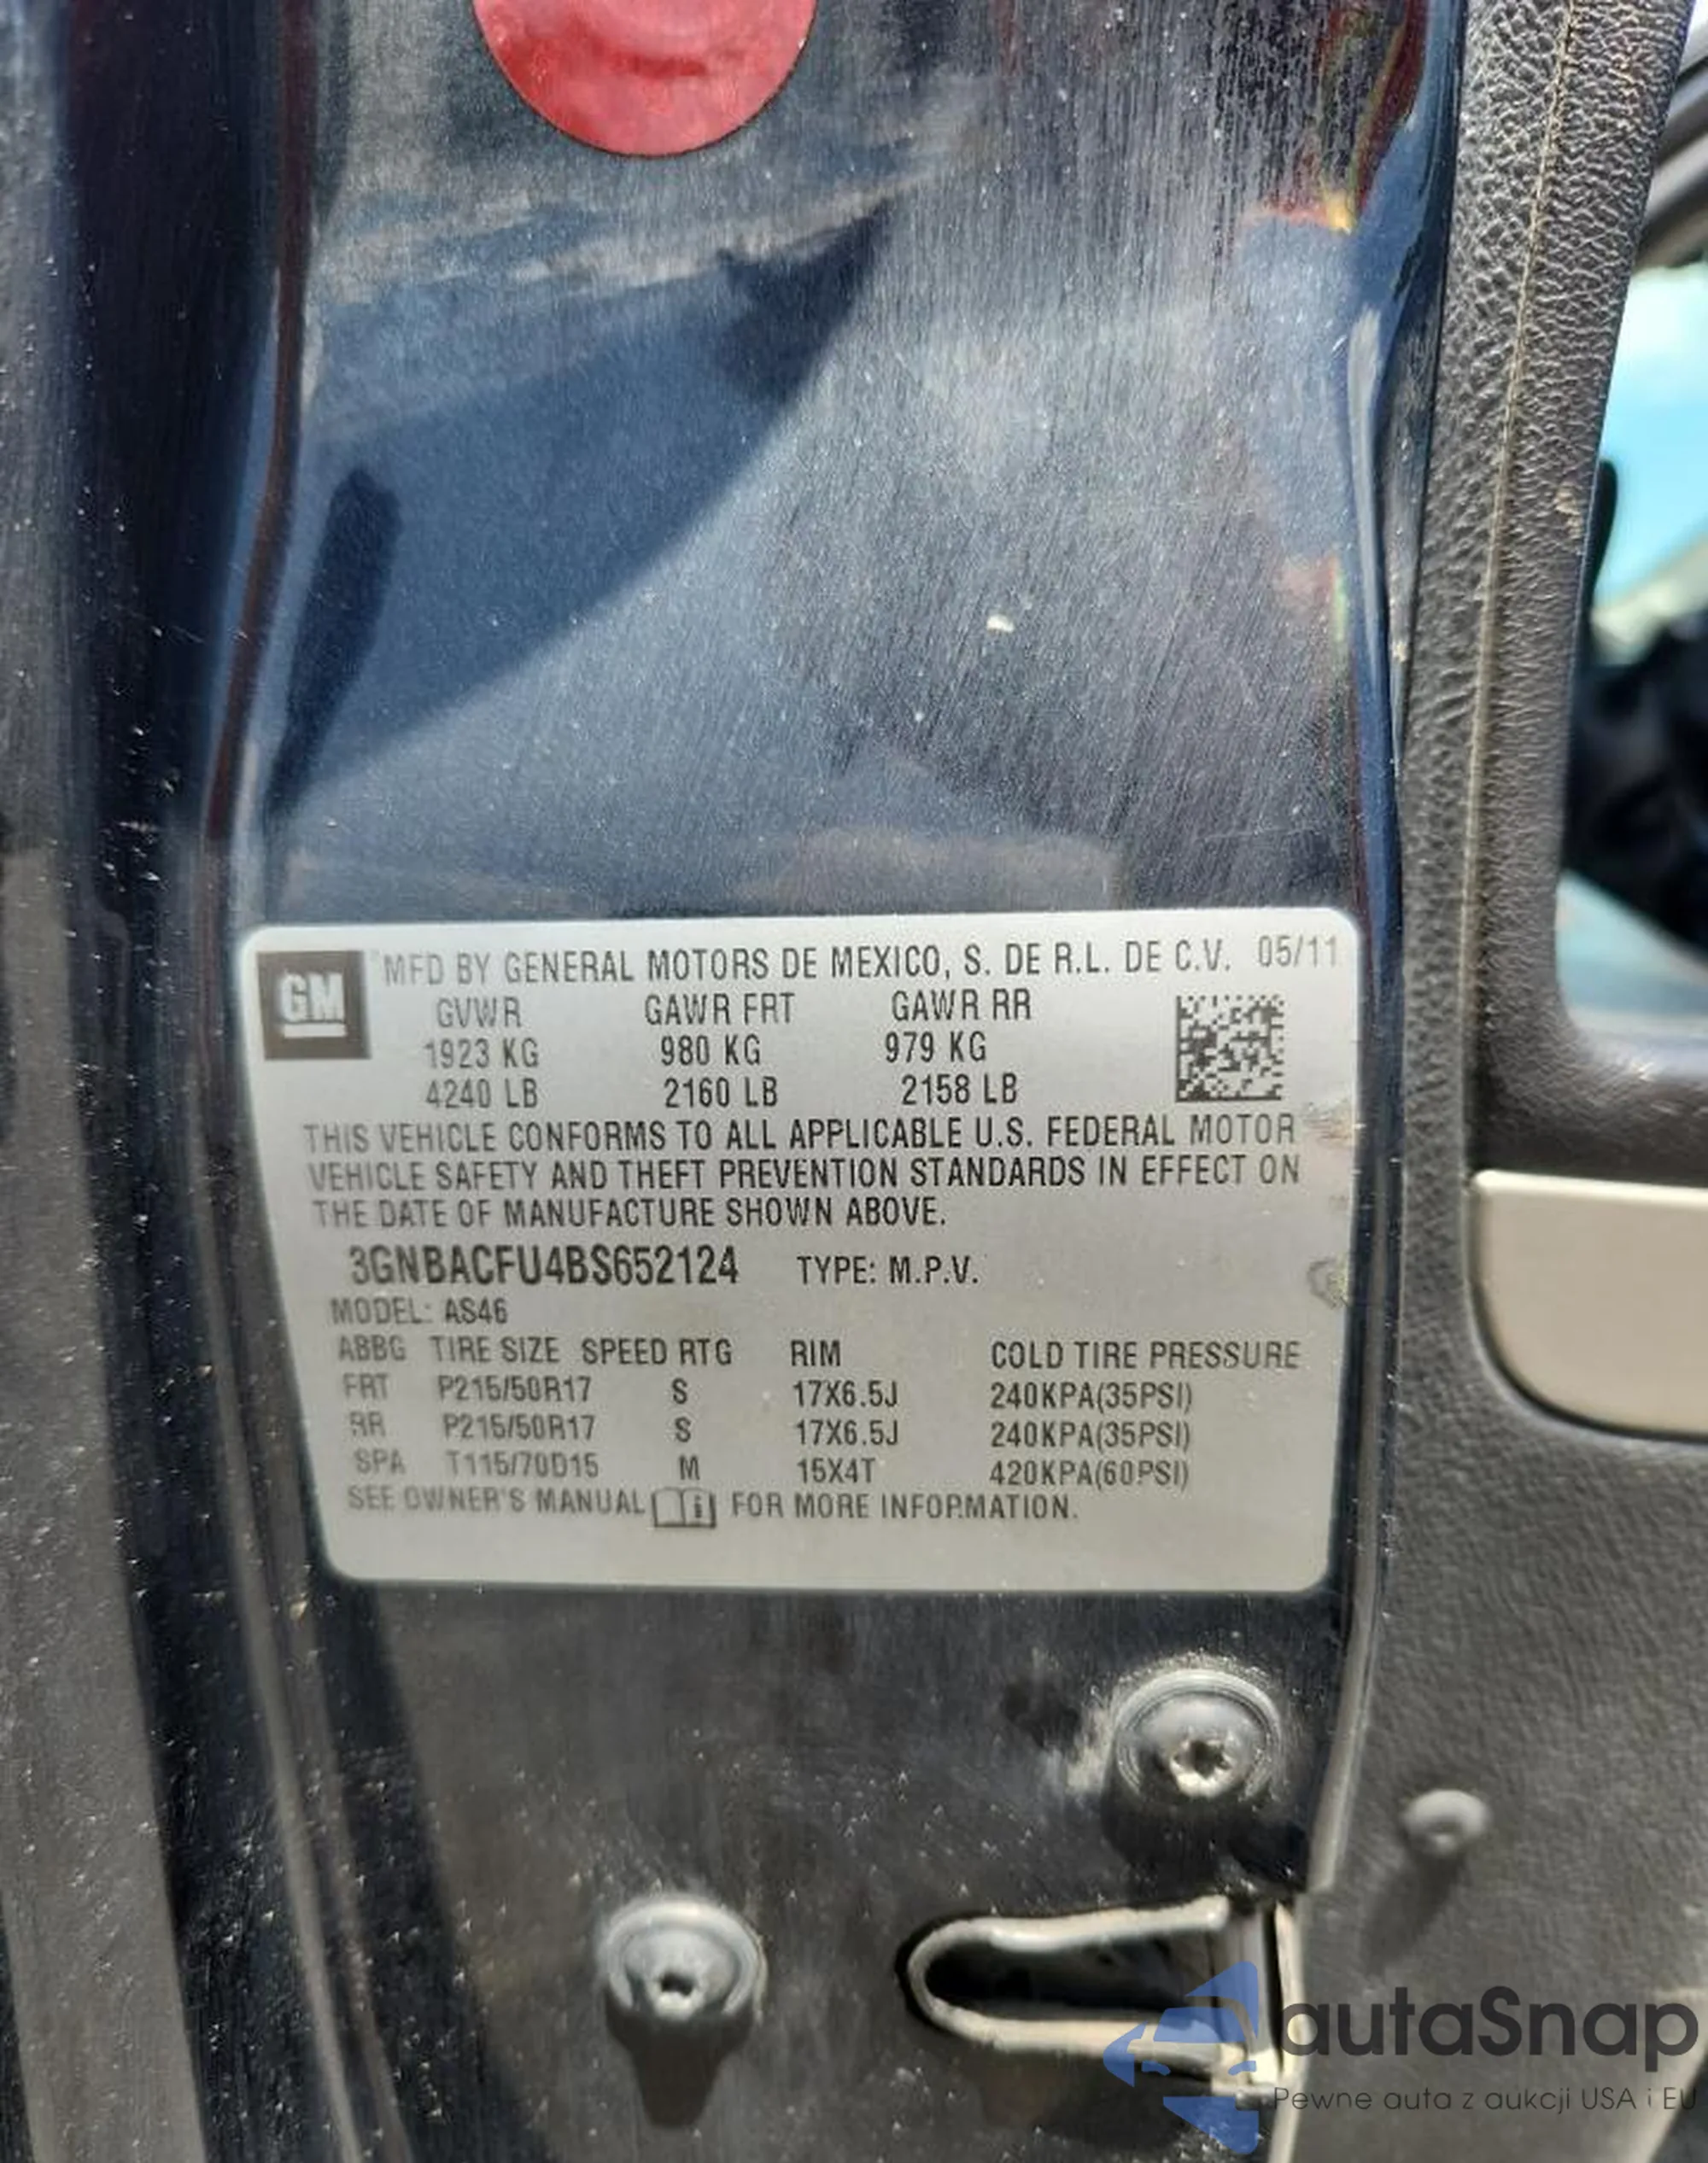 GM
MFD BY GENERAL MOTORS DE MEXICO, S. DE R.L. DE C.V. 05/11
GVWR GAWR FRT GAWR RR
1923 KG 980 KG 979 KG
4240 LB 2160 LB 2158 LB
THIS VEHICLE CONFORMS TO ALL APPLICABLE U.S. FEDERAL MOTOR
VEHICLE SAFETY AND THEFT PREVENTION STANDARDS IN EFFECT ON
THE DATE OF MANUFACTURE SHOWN ABOVE.
3GNBACFU4BS652124 TYPE: M.P.V.
MODEL: AS46
ABBG TIRE SIZE SPEED RTG RIM COLD TIRE PRESSURE
FRT P215/50R17 S 17X6.5J 240KPA(35PSI)
RR P215/50R17 S 17X6.5J 240KPA(35PSI)
SPA T115/70D15 M 15X4T 420KPA(60PSI)
SEE OWNER'S MANUAL FOR MORE INFORMATION.
autaSnap
Pewne auta z aukcji USA i EU